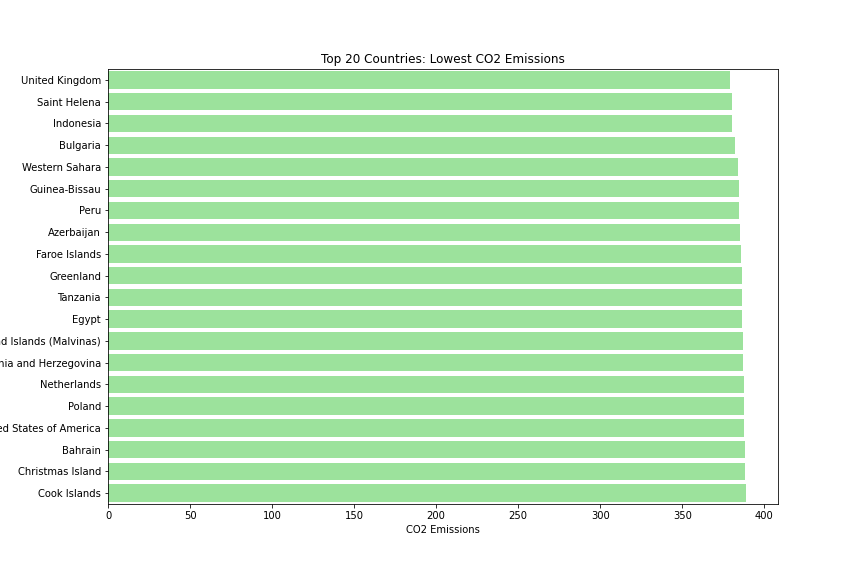 Top 20 Countries: Lowest CO2 Emissions
United Kingdom
Saint Helena
Indonesia
Bulgaria
Western Sahara
Guinea-Bissau
Peru
Azerbaijan
Faroe Islands
Greenland
Tanzania
Egypt
d Islands (Malvinas)
nia and Herzegovina
Netherlands
Poland
ed States of America
Bahrain
Christmas Island
Cook Islands
0 50 100 150 200 250 300 350 400
CO2 Emissions